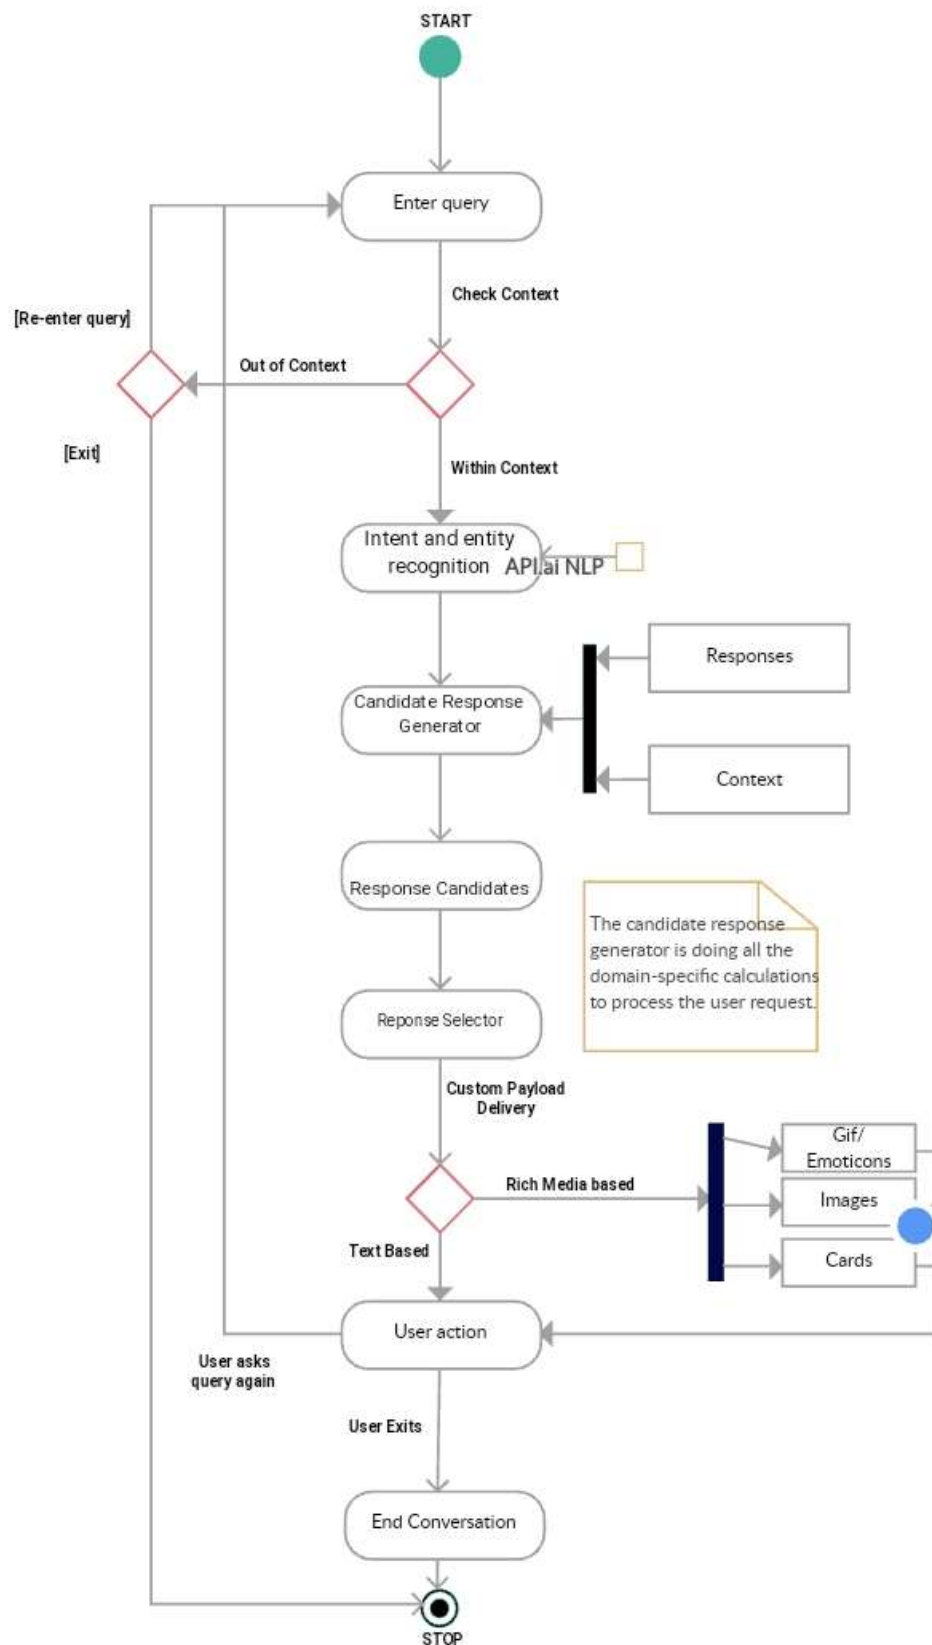 START
Enter query
Check Context
[Re-enter query]
Out of Context
[Exit]
Within Context
Intent and entity
recognition
API.ai NLP
Responses
Candidate Response
Generator
Context
Response Candidates
The candidate response
generator is doing all the
domain-specific calculations
to process the user request.
Reponse Selector
Custom Payload
Delivery
Gif/
Emoticons
Rich Media based
Images
Text Based
Cards
User action
User asks
query again
User Exits
End Conversation
STOP